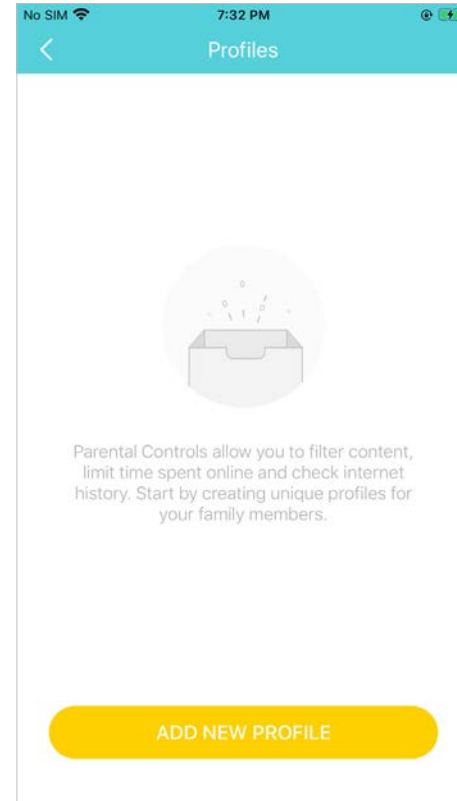 No SIM 7:32 PM
Profiles
Parental Controls allow you to filter content,
limit time spent online and check internet
history. Start by creating unique profiles for
your family members.
ADD NEW PROFILE